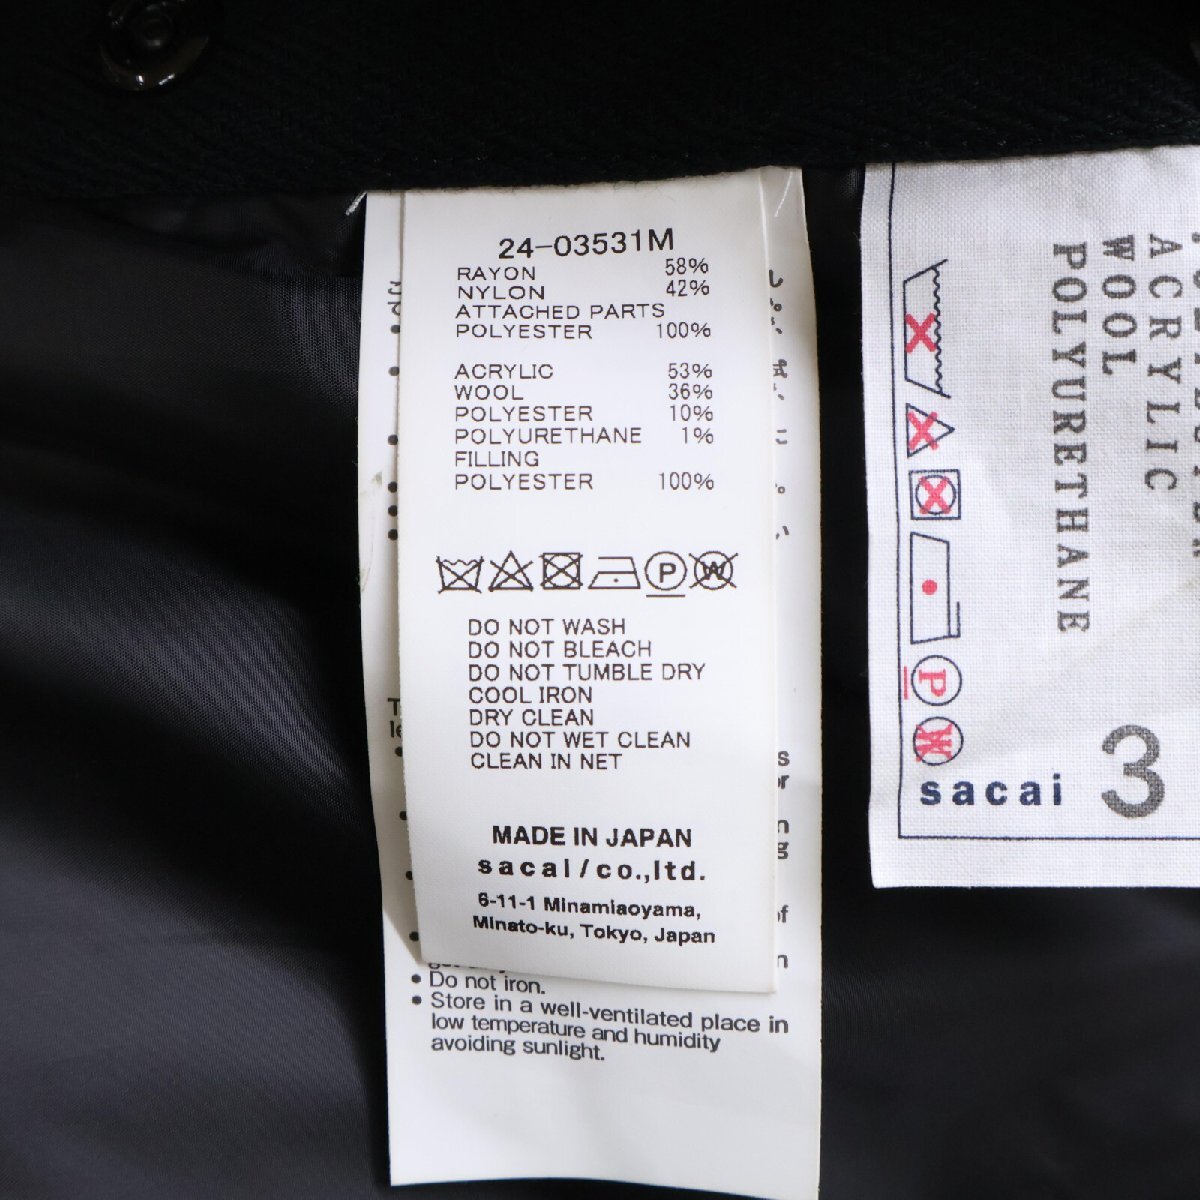 24-03531M
RAYON 58%
NYLON 42%
ATTACHED PARTS
POLYESTER 100%
ACRYLIC 53%
WOOL 36%
POLYESTER 10%
POLYURETHANE 1%
FILLING
POLYESTER 100%
P W
DO NOT WASH
DO NOT BLEACH
DO NOT TUMBLE DRY
COOL IRON
DRY CLEAN
DO NOT WET CLEAN
CLEAN IN NET
MADE IN JAPAN
sacai/co.,ltd.
6-11-1 Minamiaoyama,
Minato-ku, Tokyo, Japan
• Do not iron.
• Store in a well-ventilated place in
low temperature and humidity
avoiding sunlight.
ACRYLIC
WOOL
POLYURETHANE
P
W
sacai
3